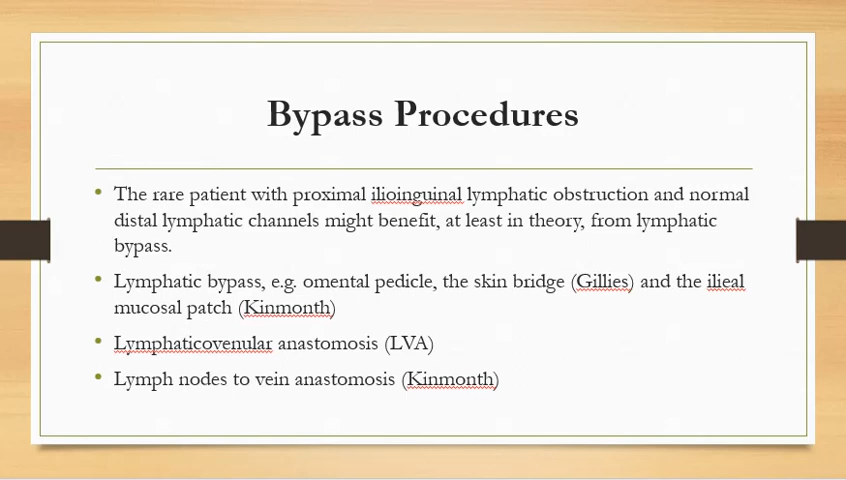 Bypass Procedures
• The rare patient with proximal ilioinguinal lymphatic obstruction and normal
distal lymphatic channels might benefit, at least in theory, from lymphatic
bypass.
• Lymphatic bypass, e.g. omental pedicle, the skin bridge (Gillies) and the ilieal
mucosal patch (Kinmonth)
• Lymphaticovenular anastomosis (LVA)
• Lymph nodes to vein anastomosis (Kinmonth)